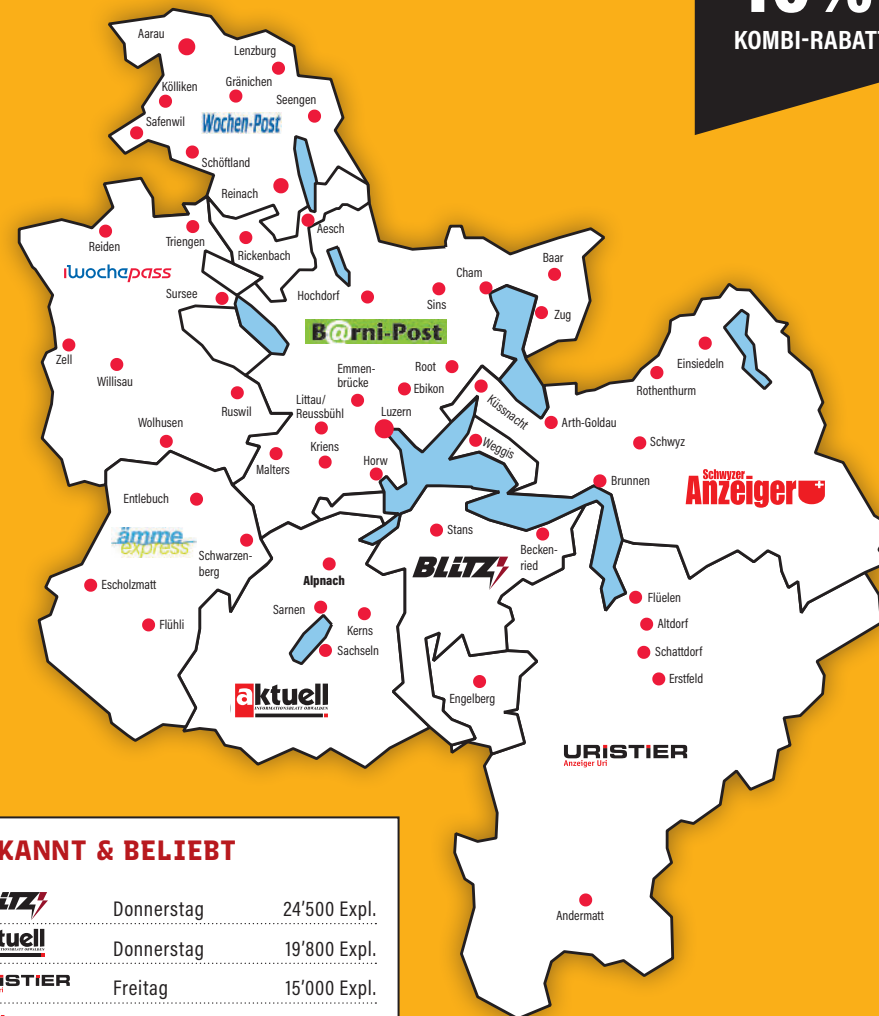 KOMBI-RABATT
Aarau
Lenzburg
Kölliken
Gränichen
Seengen
Safenwil
Wochen-Post
Schöftland
Reinach
Aesch
Reiden
Triengen
Rickenbach
wochepass
Sursee
Hochdorf
Sins
Cham
Baar
Zug
B@rni-Post
Zell
Willisau
Emmen-
brücke
Root
Ebikon
Küssnacht
Einsiedeln
Rothenthurm
Ruswil
Littau/
Reussbühl
Luzern
Arth-Goldau
Wolhusen
Kriens
Weggis
Schwyz
Malters
Horw
Brunnen
Schwyzer
Anzeiger
Entlebuch
ämme
express
Schwarzen-
berg
Stans
Becken-
ried
BLiTZ
Alpnach
Escholzmatt
Sarnen
Kerns
Flüelen
Flühli
Sachseln
Altdorf
Schattdorf
Erstfeld
Engelberg
aktuell
INFORMATIONSBLATT OBWALDEN
URiSTiER
Anzeiger Uri
Andermatt
KANNT & BELIEBT
Donnerstag 24'500 Expl.
Donnerstag 19'800 Expl.
Freitag 15'000 Expl.